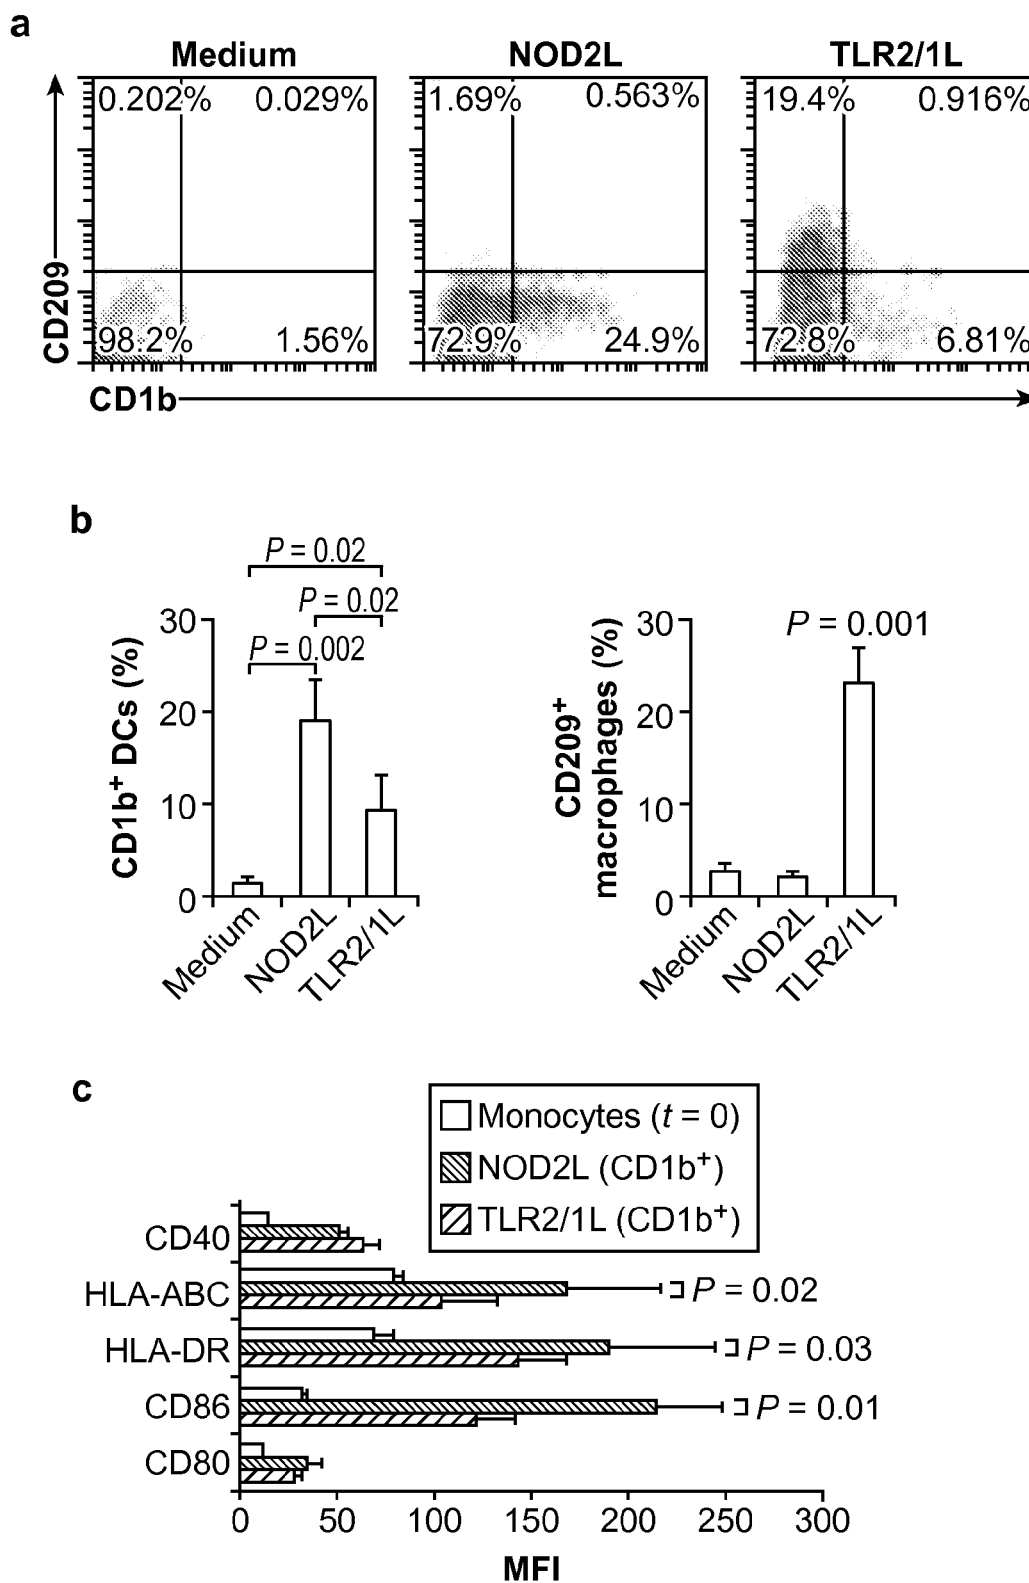 a
Medium NOD2L TLR2/1L
0.202% 0.029% 1.69% 0.563% 19.4% 0.916%
CD209
98.2% 1.56% 72.9% 24.9% 72.8% 6.81%
CD1b
b
P = 0.02
P = 0.02
P = 0.002
CD1b+ DCs (%)
30
20
10
0
Medium
NOD2L
TLR2/1L
P = 0.001
CD209+
macrophages (%)
30
20
10
0
Medium
NOD2L
TLR2/1L
c
Monocytes (t = 0)
NOD2L (CD1b+)
TLR2/1L (CD1b+)
CD40
HLA-ABC P = 0.02
HLA-DR P = 0.03
CD86 P = 0.01
CD80
0 50 100 150 200 250 300
MFI